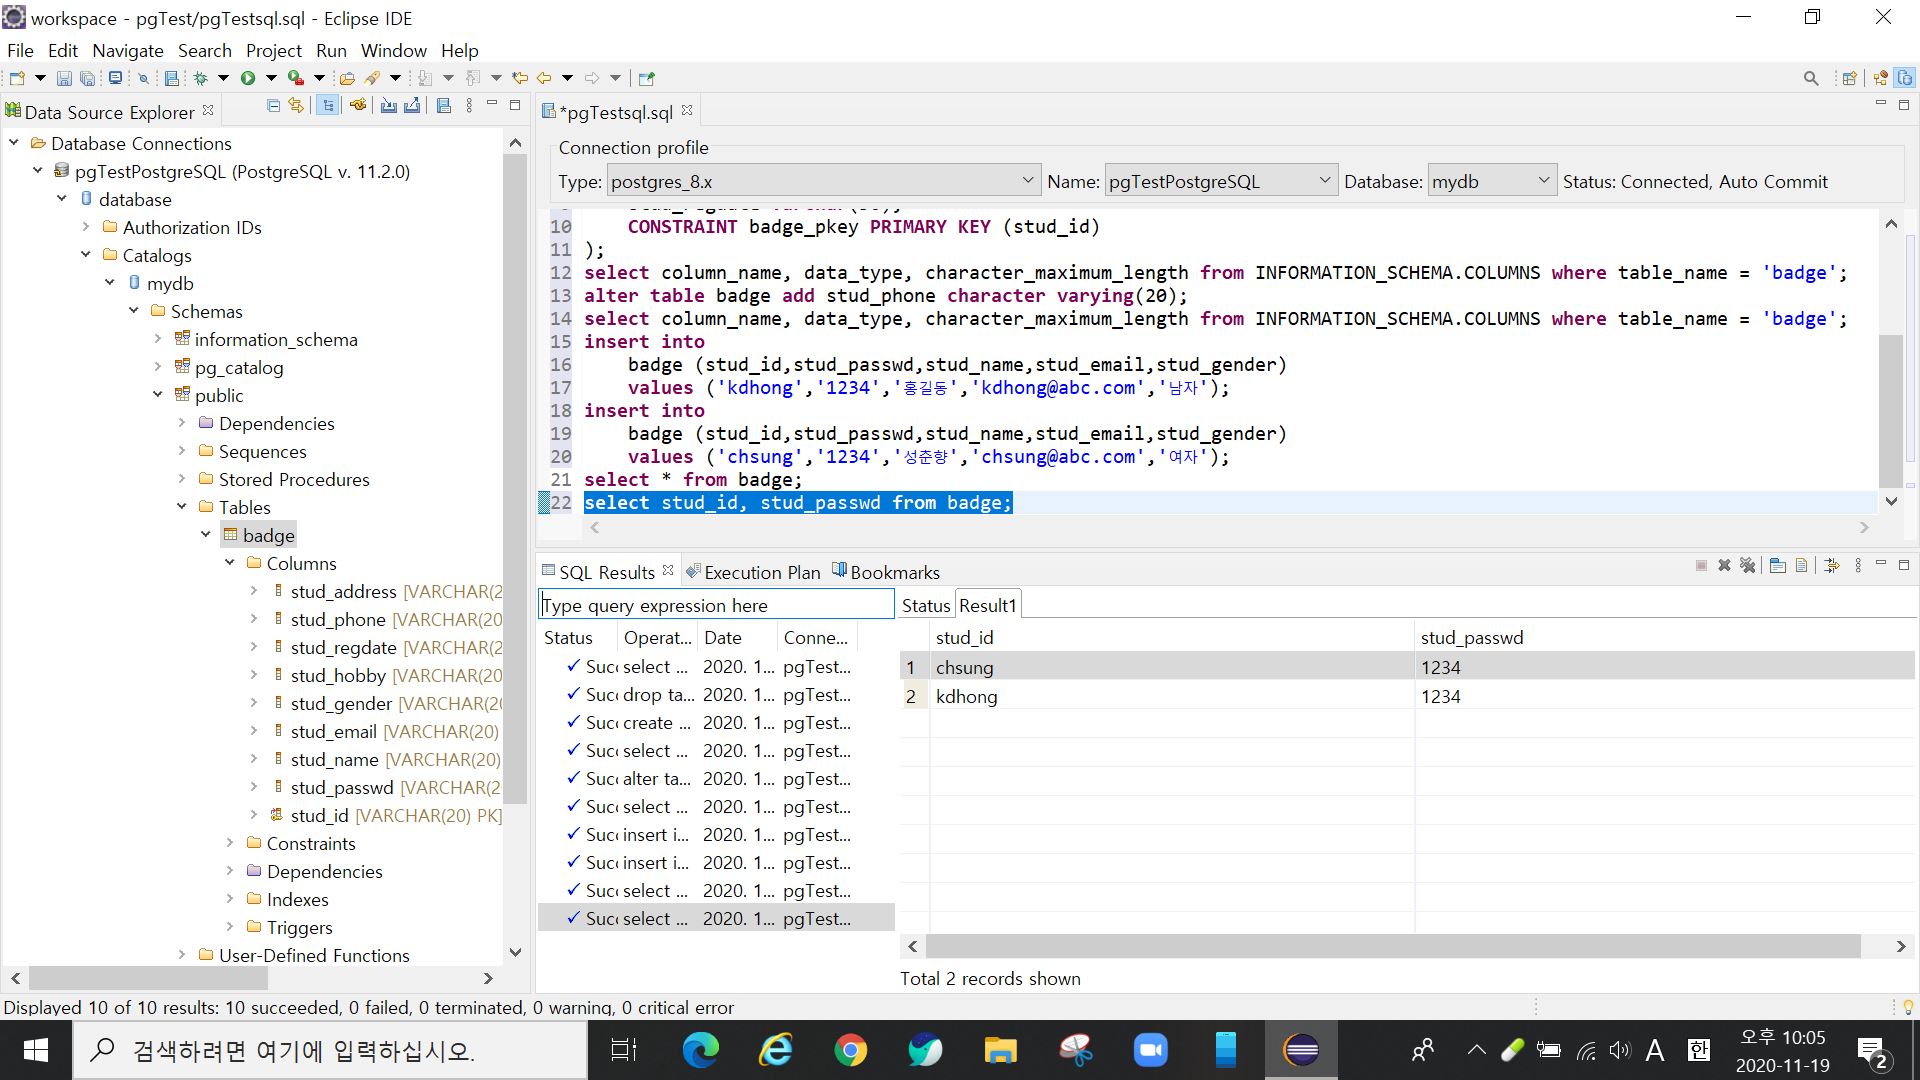 workspace - pgTest/pgTestsql.sql - Eclipse IDE
File Edit Navigate Search Project Run Window Help
Data Source Explorer
Database Connections
pgTestPostgreSQL (PostgreSQL v. 11.2.0)
database
Authorization IDs
Catalogs
mydb
Schemas
information_schema
pg_catalog
public
Dependencies
Sequences
Stored Procedures
Tables
badge
Columns
stud_address [VARCHAR(2
stud_phone [VARCHAR(20
stud_regdate [VARCHAR(2
stud_hobby [VARCHAR(20
stud_gender [VARCHAR(2
stud_email [VARCHAR(20)
stud_name [VARCHAR(20)
stud_passwd [VARCHAR(2
stud_id [VARCHAR(20) PK]
Constraints
Dependencies
Indexes
Triggers
User-Defined Functions
*pgTestsql.sql
Connection profile
Type: postgres_8.x Name: pgTestPostgreSQL Database: mydb Status: Connected, Auto Commit
10 CONSTRAINT badge_pkey PRIMARY KEY (stud_id)
11 );
12 select column_name, data_type, character_maximum_length from INFORMATION_SCHEMA.COLUMNS where table_name = 'badge';
13 alter table badge add stud_phone character varying(20);
14 select column_name, data_type, character_maximum_length from INFORMATION_SCHEMA.COLUMNS where table_name = 'badge';
15 insert into
16 badge (stud_id,stud_passwd,stud_name,stud_email,stud_gender)
17 values ('kdhong','1234','홍길동','kdhong@abc.com','남자');
18 insert into
19 badge (stud_id,stud_passwd,stud_name,stud_email,stud_gender)
20 values ('chsung','1234','성춘향','chsung@abc.com','여자');
21 select * from badge;
22 select stud_id, stud_passwd from badge;
SQL Results Execution Plan Bookmarks
Type query expression here
Status Operat... Date Conne...
Succ select ... 2020. 1... pgTest...
Succ drop ta... 2020. 1... pgTest...
Succ create ... 2020. 1... pgTest...
Succ select ... 2020. 1... pgTest...
Succ alter ta... 2020. 1... pgTest...
Succ select ... 2020. 1... pgTest...
Succ insert i... 2020. 1... pgTest...
Succ insert i... 2020. 1... pgTest...
Succ select ... 2020. 1... pgTest...
Succ select ... 2020. 1... pgTest...
Status Result1
stud_id stud_passwd
1 chsung 1234
2 kdhong 1234
Total 2 records shown
Displayed 10 of 10 results: 10 succeeded, 0 failed, 0 terminated, 0 warning, 0 critical error
검색하려면 여기에 입력하십시오.
A 한
오후 10:05
2020-11-19
2